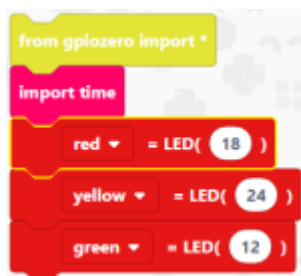 from gpiozero import *
import time
red = LED( 18 )
yellow = LED( 24 )
green = LED( 12 )